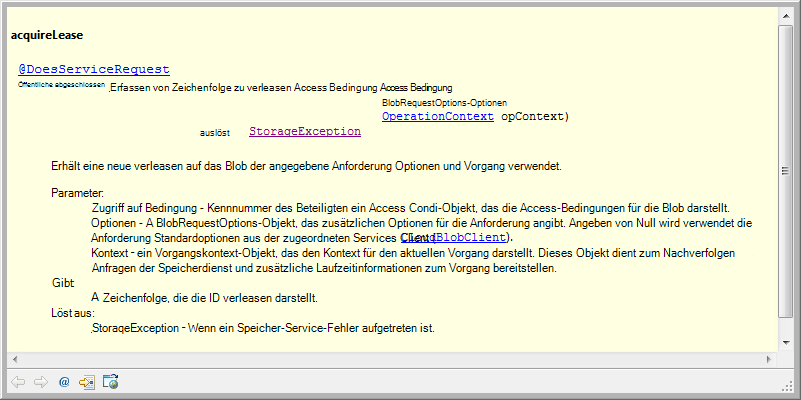 acquireLease
@DoesServiceRequest
Öffentliche abgeschlossen Erfassen von Zeichenfolge zu verleasen Access Bedingung Access Bedingung
BlobRequestOptions-Optionen
OperationContext opContext)
auslöst StorageException
Erhält eine neue verleasen auf das Blob der angegebene Anforderung Optionen und Vorgang verwendet.
Parameter:
Zugriff auf Bedingung - Kennnummer des Beteiligten ein Access Condi-Objekt, das die Access-Bedingungen für die Blob darstellt.
Optionen - A BlobRequestOptions-Objekt, das zusätzlichen Optionen für die Anforderung angibt. Angeben von Null wird verwendet die
Anforderung Standardoptionen aus der zugeordneten Services Client (BlobClient).
Kontext - ein Vorgangskontext-Objekt, das den Kontext für den aktuellen Vorgang darstellt. Dieses Objekt dient zum Nachverfolgen
Anfragen der Speicherdienst und zusätzliche Laufzeitinformationen zum Vorgang bereitstellen.
Gibt
A Zeichenfolge, die die ID verleasen darstellt.
Löst aus:
StorageException - Wenn ein Speicher-Service-Fehler aufgetreten ist.